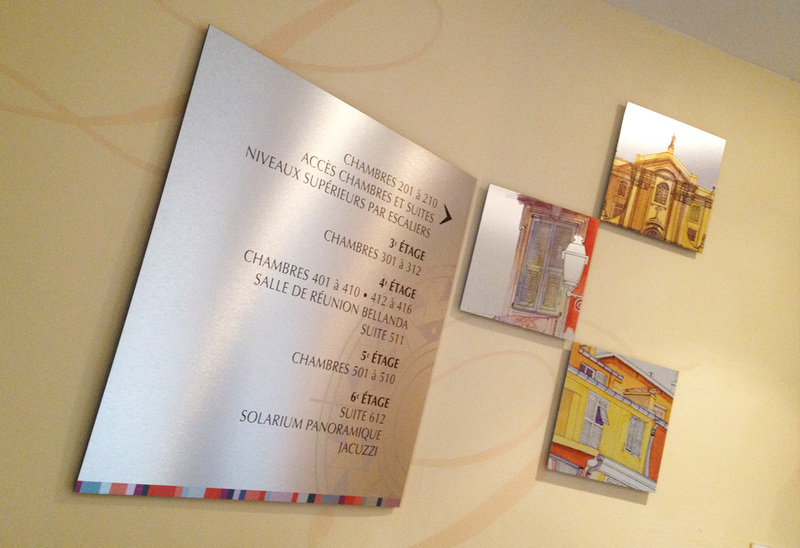 CHAMBRES 201 à 210
ACCÈS CHAMBRES ET SUITES
NIVEAUX SUPÉRIEURS PAR ESCALIERS
3e ÉTAGE
CHAMBRES 301 à 312
4e ÉTAGE
CHAMBRES 401 à 410 • 412 à 416
SALLE DE RÉUNION BELLANDA
SUITE 511
5e ÉTAGE
CHAMBRES 501 à 510
6e ÉTAGE
SUITE 612
SOLARIUM PANORAMIQUE
JACUZZI